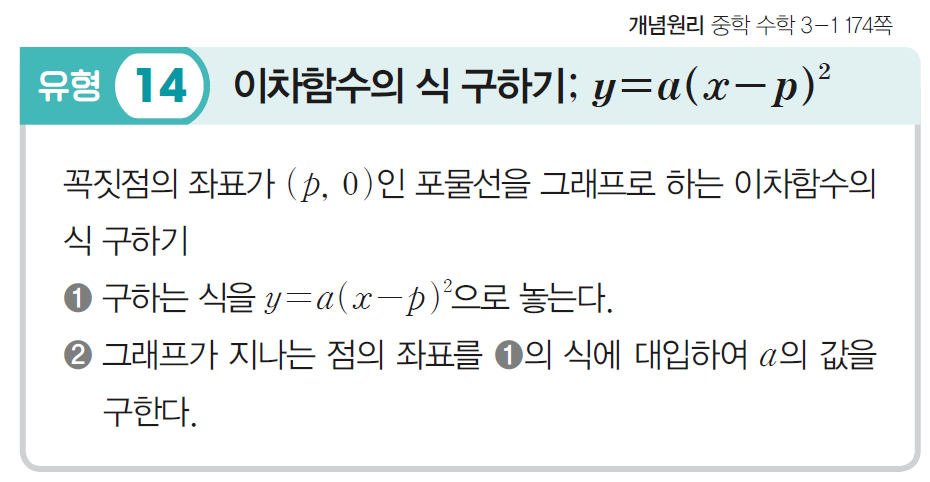 개념원리 중학 수학 3-1 174쪽
유형 14 이차함수의 식 구하기; y=a(x-p)²
꼭짓점의 좌표가 (p, 0)인 포물선을 그래프로 하는 이차함수의
식 구하기
❶ 구하는 식을 y=a(x-p)²으로 놓는다.
❷ 그래프가 지나는 점의 좌표를 ❶의 식에 대입하여 a의 값을
구한다.